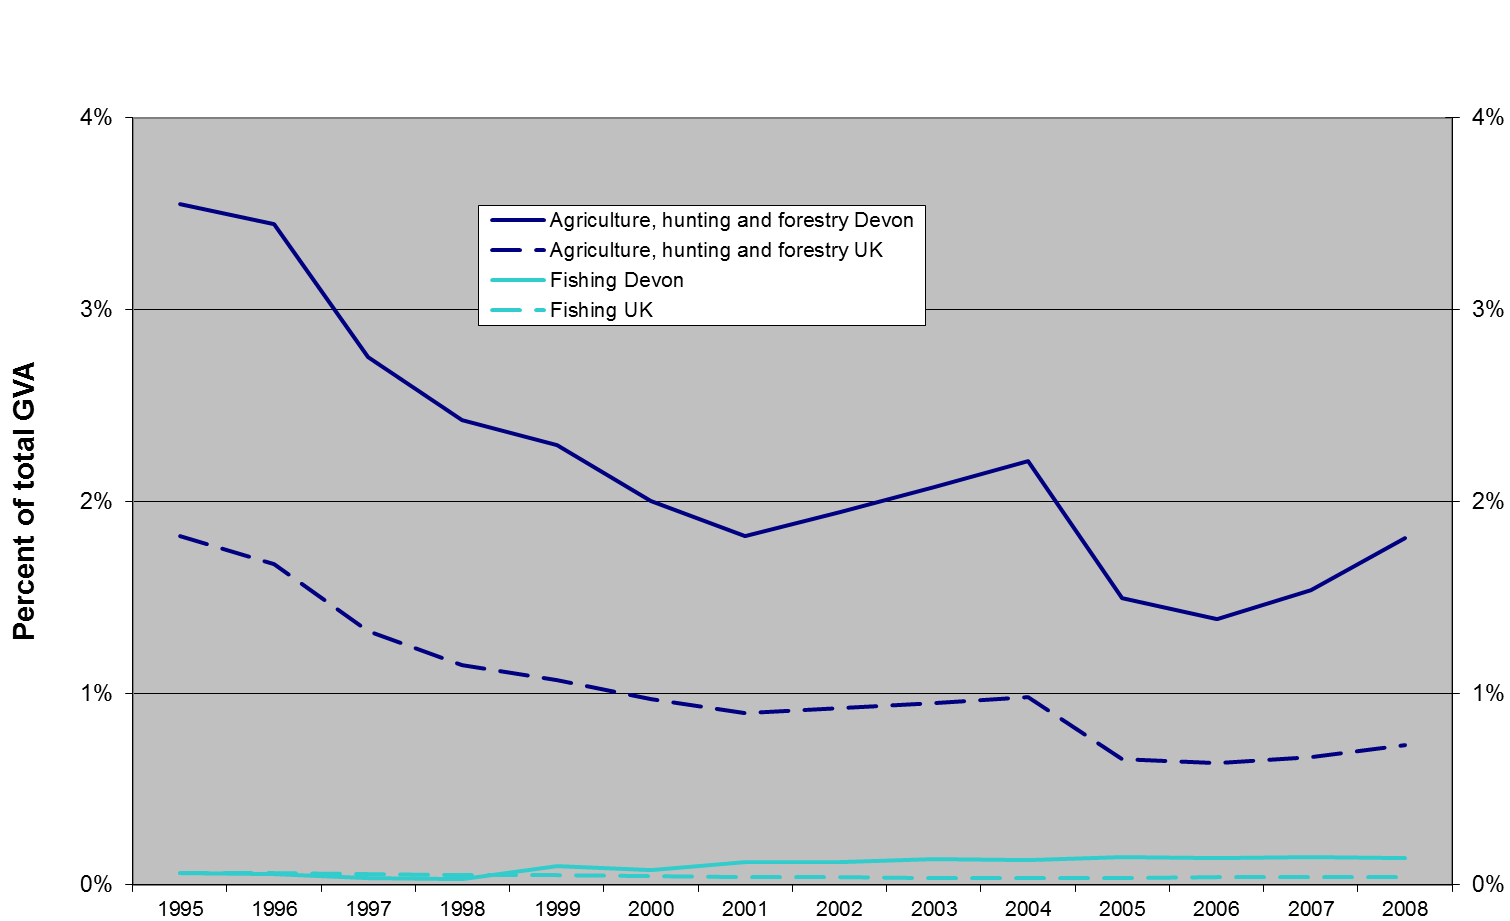 4% 4%
Agriculture, hunting and forestry Devon
Agriculture, hunting and forestry UK
Fishing Devon
Fishing UK
3% 3%
Percent of total GVA
2% 2%
1% 1%
0% 0%
1995 1996 1997 1998 1999 2000 2001 2002 2003 2004 2005 2006 2007 2008